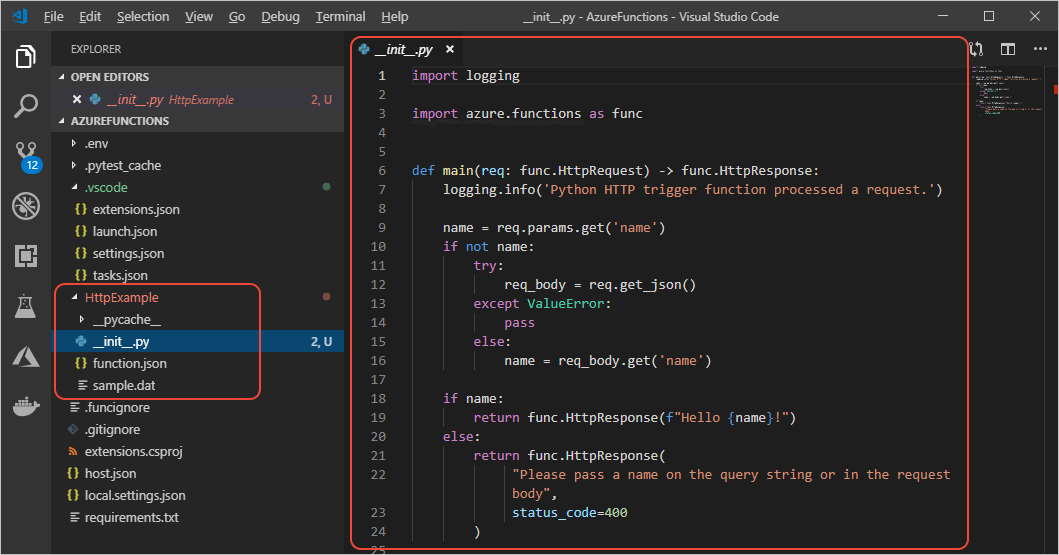 File Edit Selection View Go Debug Terminal Help __init__.py - AzureFunctions - Visual Studio Code
EXPLORER
OPEN EDITORS
__init__.py HttpExample 2, U
AZUREFUNCTIONS
.env
.pytest_cache
.vscode
extensions.json
launch.json
settings.json
tasks.json
HttpExample
__pycache__
__init__.py 2, U
function.json
sample.dat
.funcignore
.gitignore
extensions.csproj
host.json
local.settings.json
requirements.txt
12
__init__.py
1 import logging
2
3 import azure.functions as func
4
5
6 def main(req: func.HttpRequest) -> func.HttpResponse:
7 logging.info('Python HTTP trigger function processed a request.')
8
9 name = req.params.get('name')
10 if not name:
11 try:
12 req_body = req.get_json()
13 except ValueError:
14 pass
15 else:
16 name = req_body.get('name')
17
18 if name:
19 return func.HttpResponse(f"Hello {name}!")
20 else:
21 return func.HttpResponse(
22 "Please pass a name on the query string or in the request
body",
23 status_code=400
24 )
25